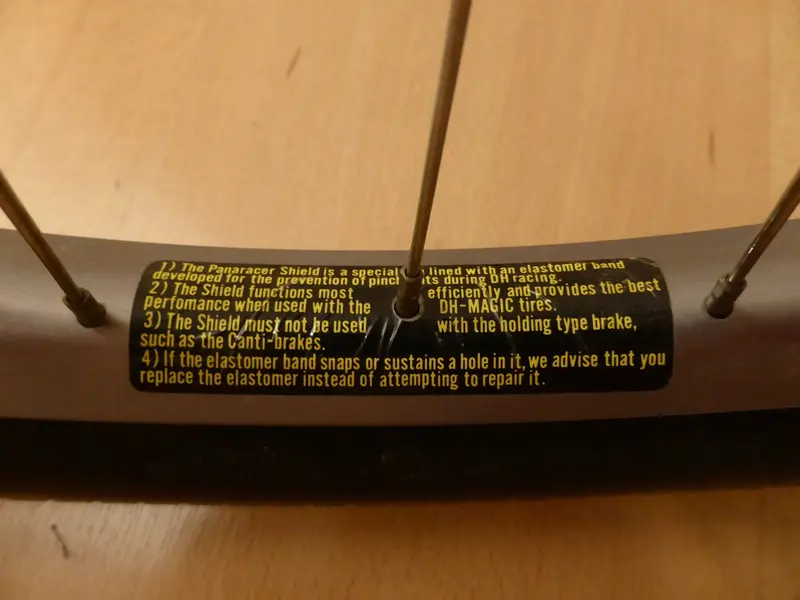 1) The Panaracer Shield is a special lined with an elastomer band
developed for the prevention of pinch during DH racing.
2) The Shield functions most efficiently and provides the best
perfomance when used with the DH-MAGIC tires.
3) The Shield must not be used with the holding type brake,
such as the Canti-brakes.
4) If the elastomer band snaps or sustains a hole in it, we advise that you
replace the elastomer instead of attempting to repair it.